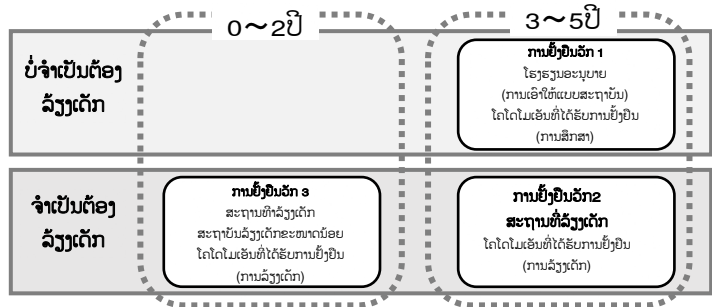 0～2ປີ
3～5ປີ
ບໍ່ຈຳເປັນຕ້ອງ
ລ້ຽງເດັກ
ການຢັ້ງຢືນວັກ 1
ໂຮງຮຽນອະນຸບາຍ
(ການເອົາໃຫ້ແບບສະຖາບັນ)
ໂຄໂດໂມເອັນທີ່ໄດ້ຮັບການຢັ້ງຢືນ
(ການສຶກສາ)
ຈຳເປັນຕ້ອງ
ລ້ຽງເດັກ
ການຢັ້ງຢືນວັກ 3
ສະຖານທີາລ້ຽງເດັກ
ສະຖາບັນລ້ຽງເດັກຂະໜາດນ້ອຍ
ໂຄໂດໂມເອັນທີ່ໄດ້ຮັບການຢັ້ງຢືນ
(ການລ້ຽງເດັກ)
ການຢັ້ງຢືນວັກ2
ສະຖານທີ່ລ້ຽງເດັກ
ໂຄໂດໂມເອັນທີ່ໄດ້ຮັບການຢັ້ງຢືນ
(ການລ້ຽງເດັກ)